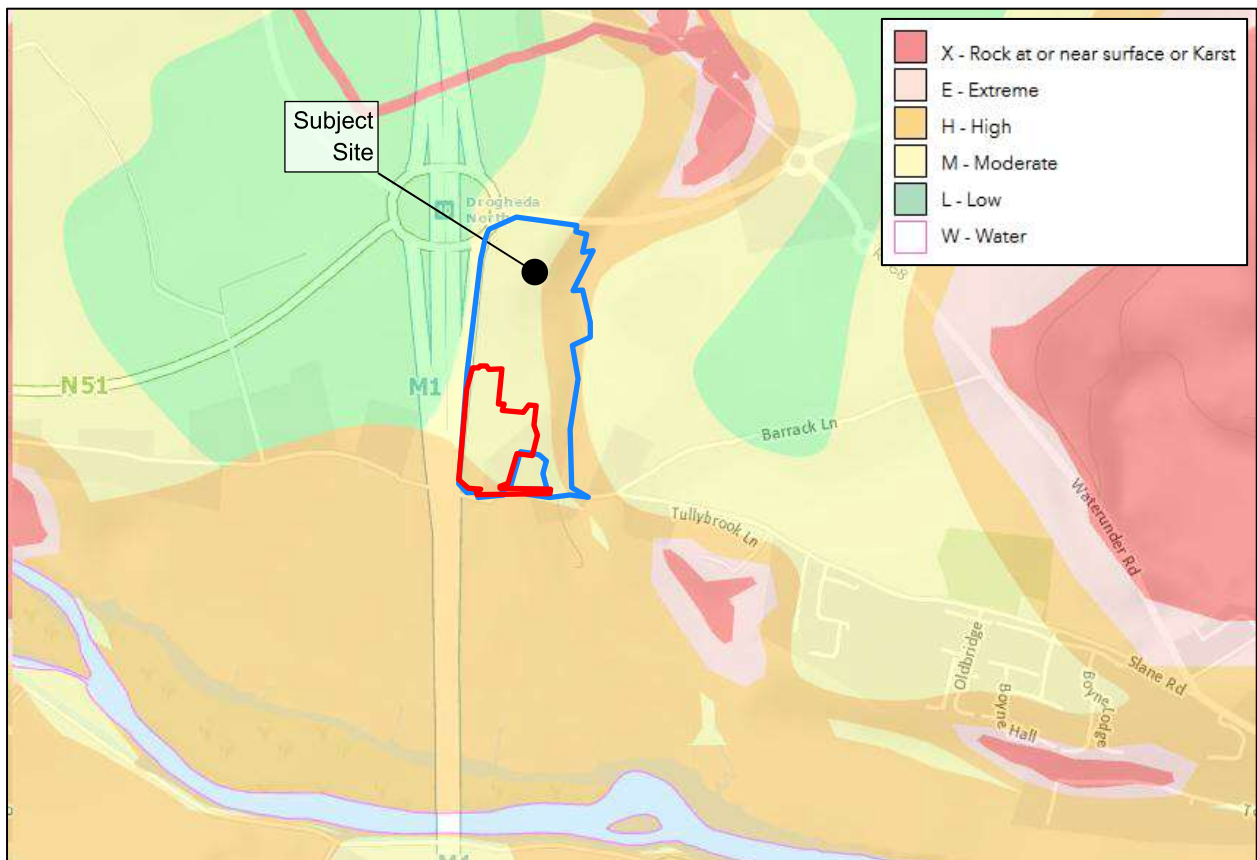 X - Rock at or near surface or Karst
E - Extreme
H - High
M - Moderate
L - Low
W - Water
Subject
Site
Drogheda
North
N51
M1
Barrack Ln
Tullybrook Ln
Waterunder Rd
Oldbridge
Slane Rd
Boyne
Hall
Boyne
Lodge
M1